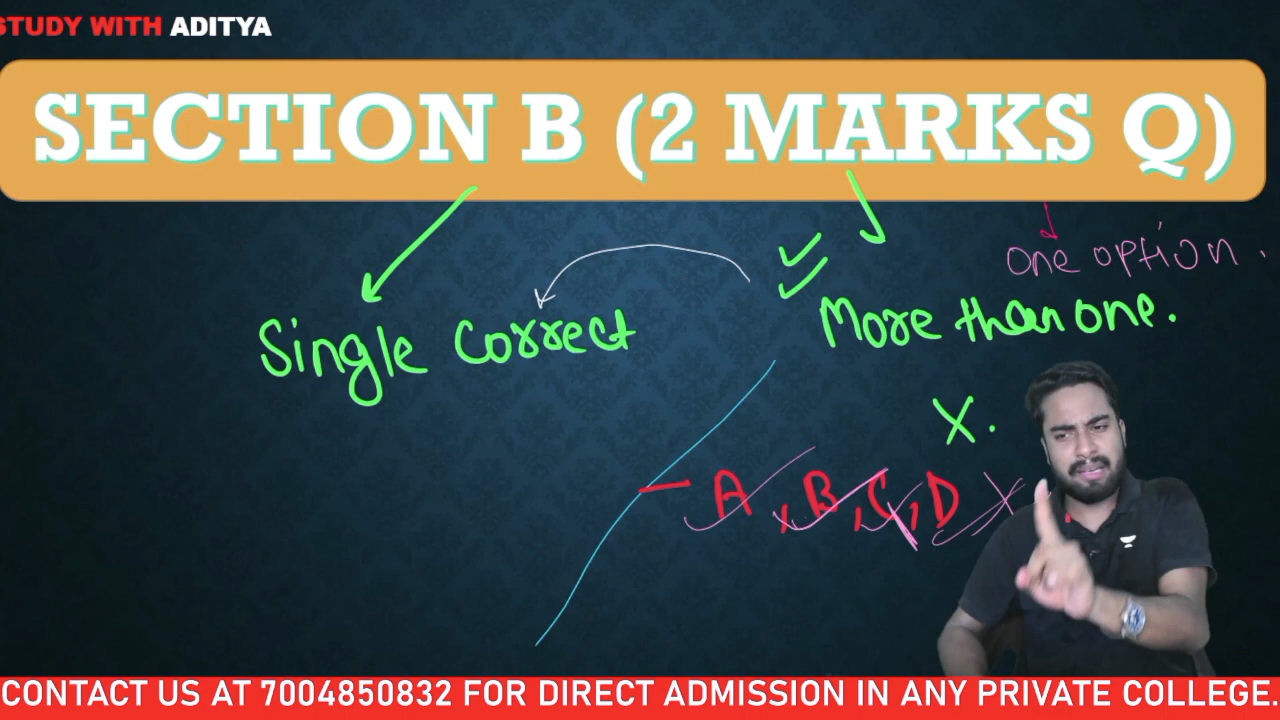 STUDY WITH ADITYA
SECTION B (2 MARKS Q)
One option.
Single Correct
More than one.
X.
- A, B, C, D
CONTACT US AT 7004850832 FOR DIRECT ADMISSION IN ANY PRIVATE COLLEGE.